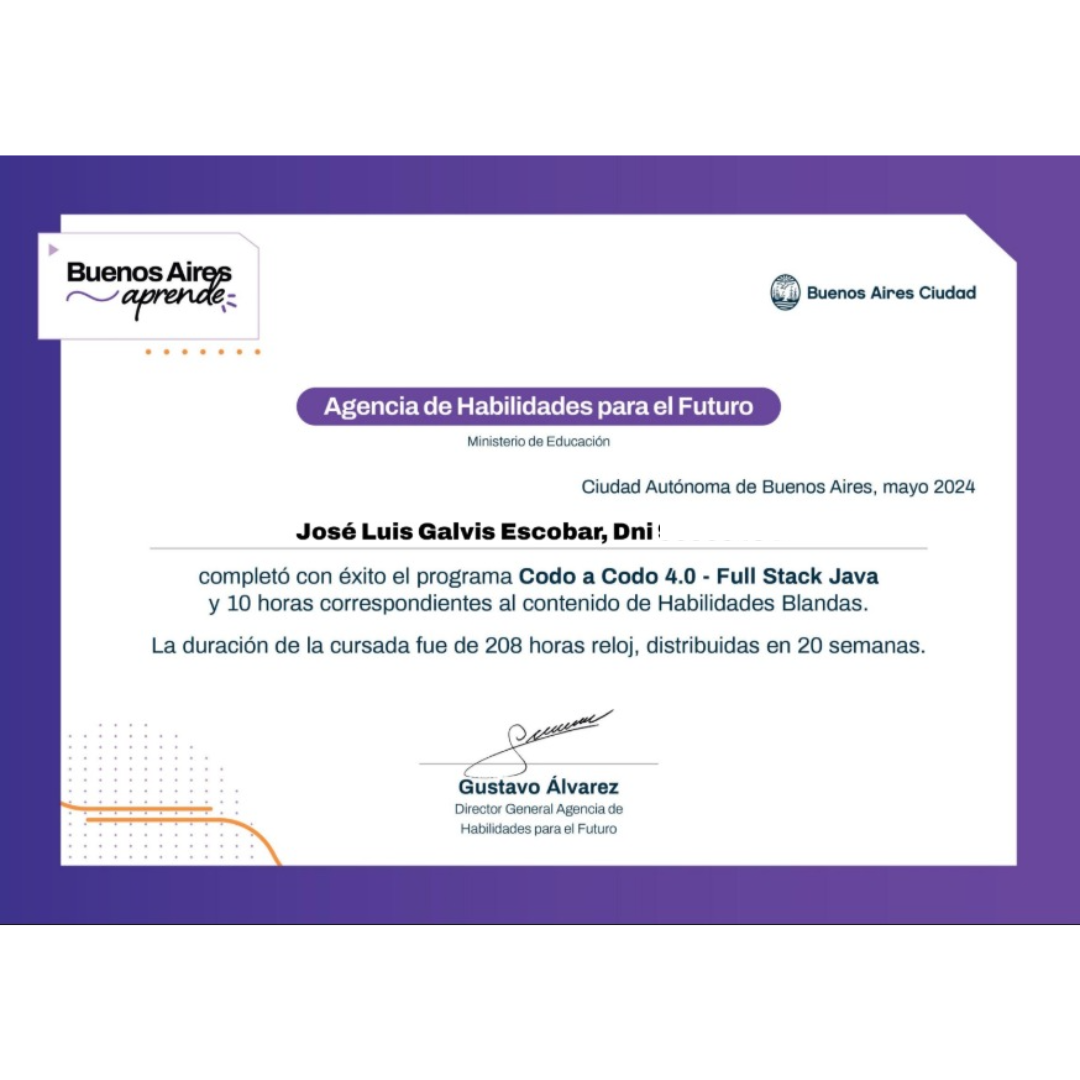 Buenos Aires
aprende
Buenos Aires Ciudad
Agencia de Habilidades para el Futuro
Ministerio de Educación
Ciudad Autónoma de Buenos Aires, mayo 2024
José Luis Galvis Escobar, Dni
completó con éxito el programa Codo a Codo 4.0 - Full Stack Java
y 10 horas correspondientes al contenido de Habilidades Blandas.
La duración de la cursada fue de 208 horas reloj, distribuidas en 20 semanas.
Gustavo Álvarez
Director General Agencia de
Habilidades para el Futuro